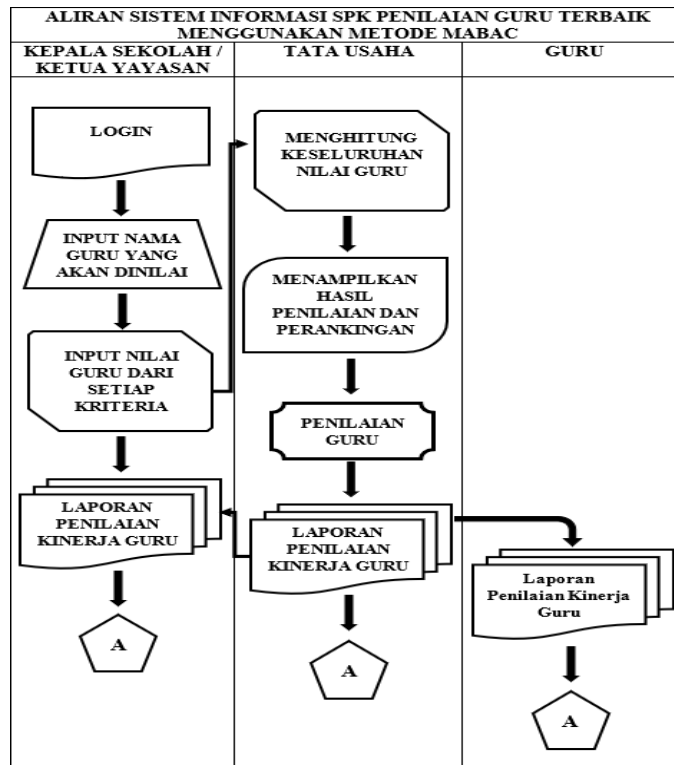 ALIRAN SISTEM INFORMASI SPK PENILAIAN GURU TERBAIK
MENGGUNAKAN METODE MABAC
KEPALA SEKOLAH /
KETUA YAYASAN
TATA USAHA
GURU
LOGIN
INPUT NAMA
GURU YANG
AKAN DINILAI
INPUT NILAI
GURU DARI
SETIAP
KRITERIA
LAPORAN
PENILAIAN
KINERJA GURU
A
MENGHITUNG
KESELURUHAN
NILAI GURU
MENAMPILKAN
HASIL
PENILAIAN DAN
PERANKINGAN
PENILAIAN
GURU
LAPORAN
PENILAIAN
KINERJA GURU
A
Laporan
Penilaian Kinerja
Guru
A